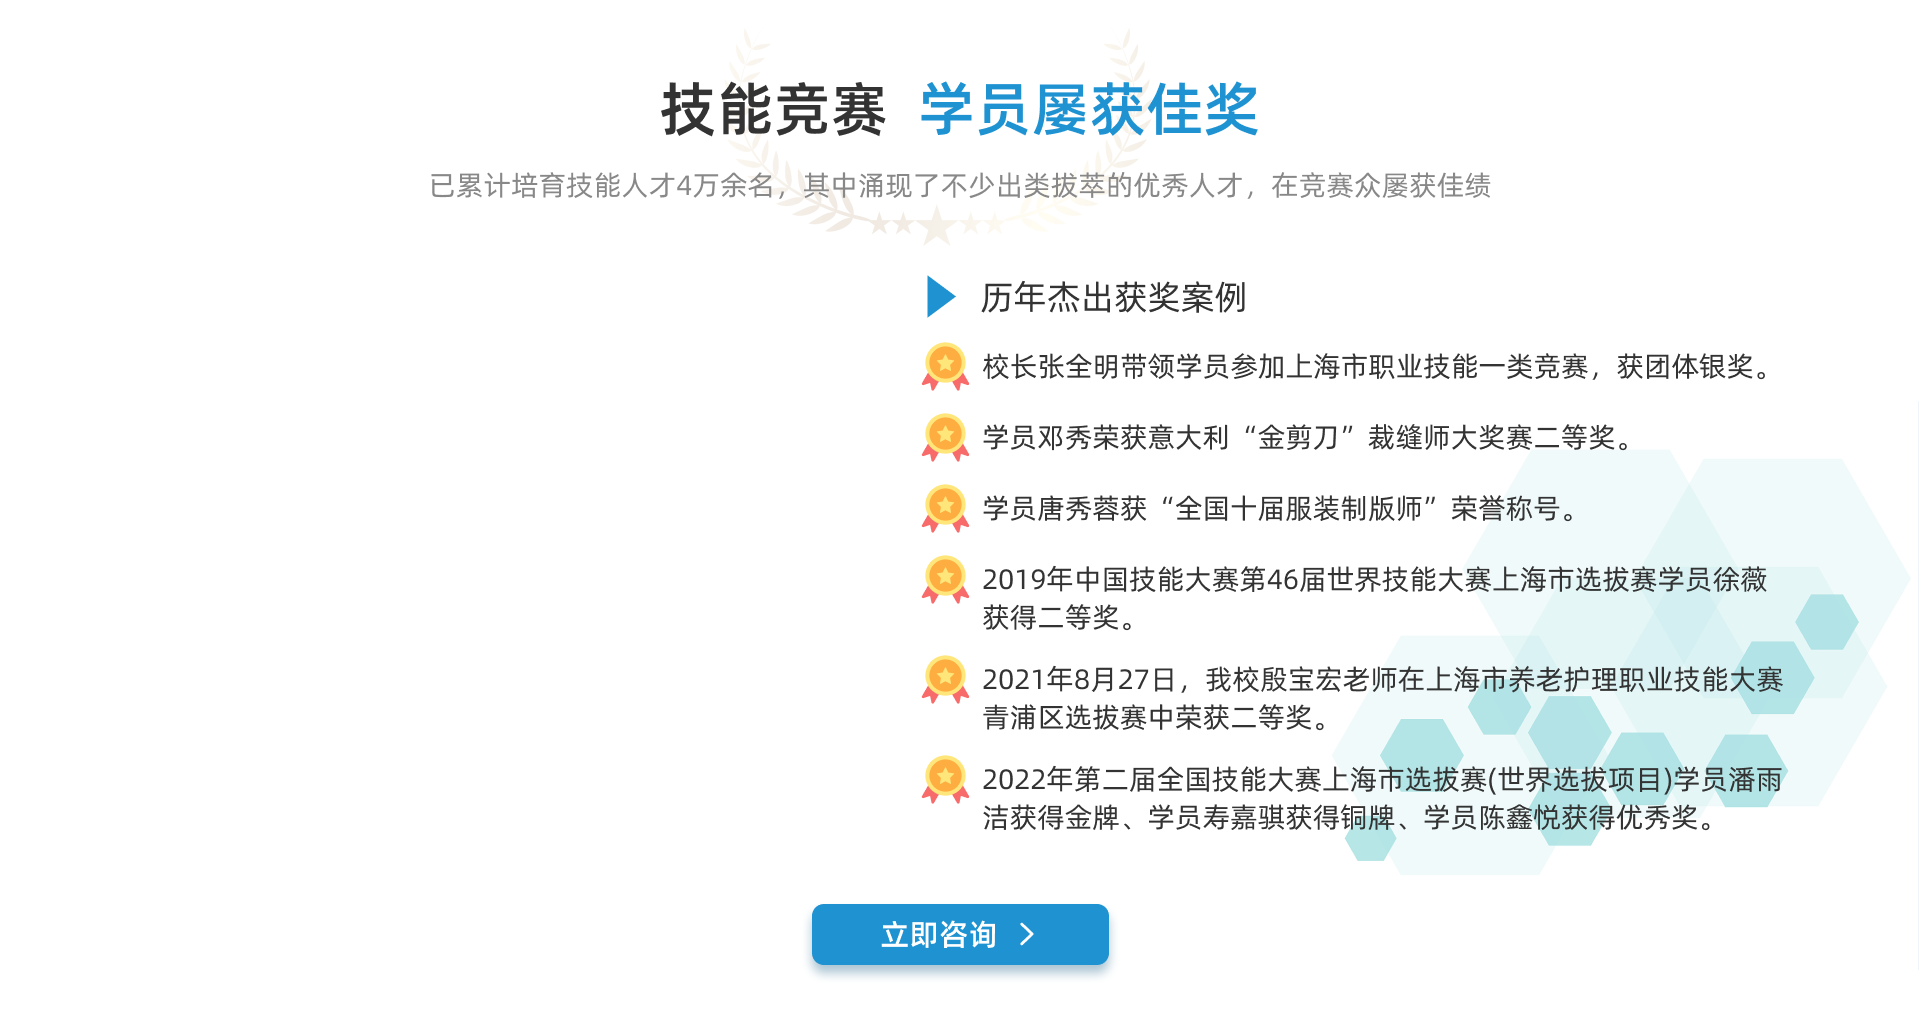 技能竞赛 学员屡获佳奖
已累计培育技能人才4万余名，其中涌现了不少出类拔萃的优秀人才，在竞赛众屡获佳绩
历年杰出获奖案例
校长张全明带领学员参加上海市职业技能一类竞赛，获团体银奖。
学员邓秀荣获意大利“金剪刀”裁缝师大奖赛二等奖。
学员唐秀蓉获“全国十届服装制版师”荣誉称号。
2019年中国技能大赛第46届世界技能大赛上海市选拔赛学员徐薇
获得二等奖。
2021年8月27日，我校殷宝宏老师在上海市养老护理职业技能大赛
青浦区选拔赛中荣获二等奖。
2022年第二届全国技能大赛上海市选拔赛(世界选拔项目)学员潘雨
洁获得金牌、学员寿嘉骐获得铜牌、学员陈鑫悦获得优秀奖。
立即咨询